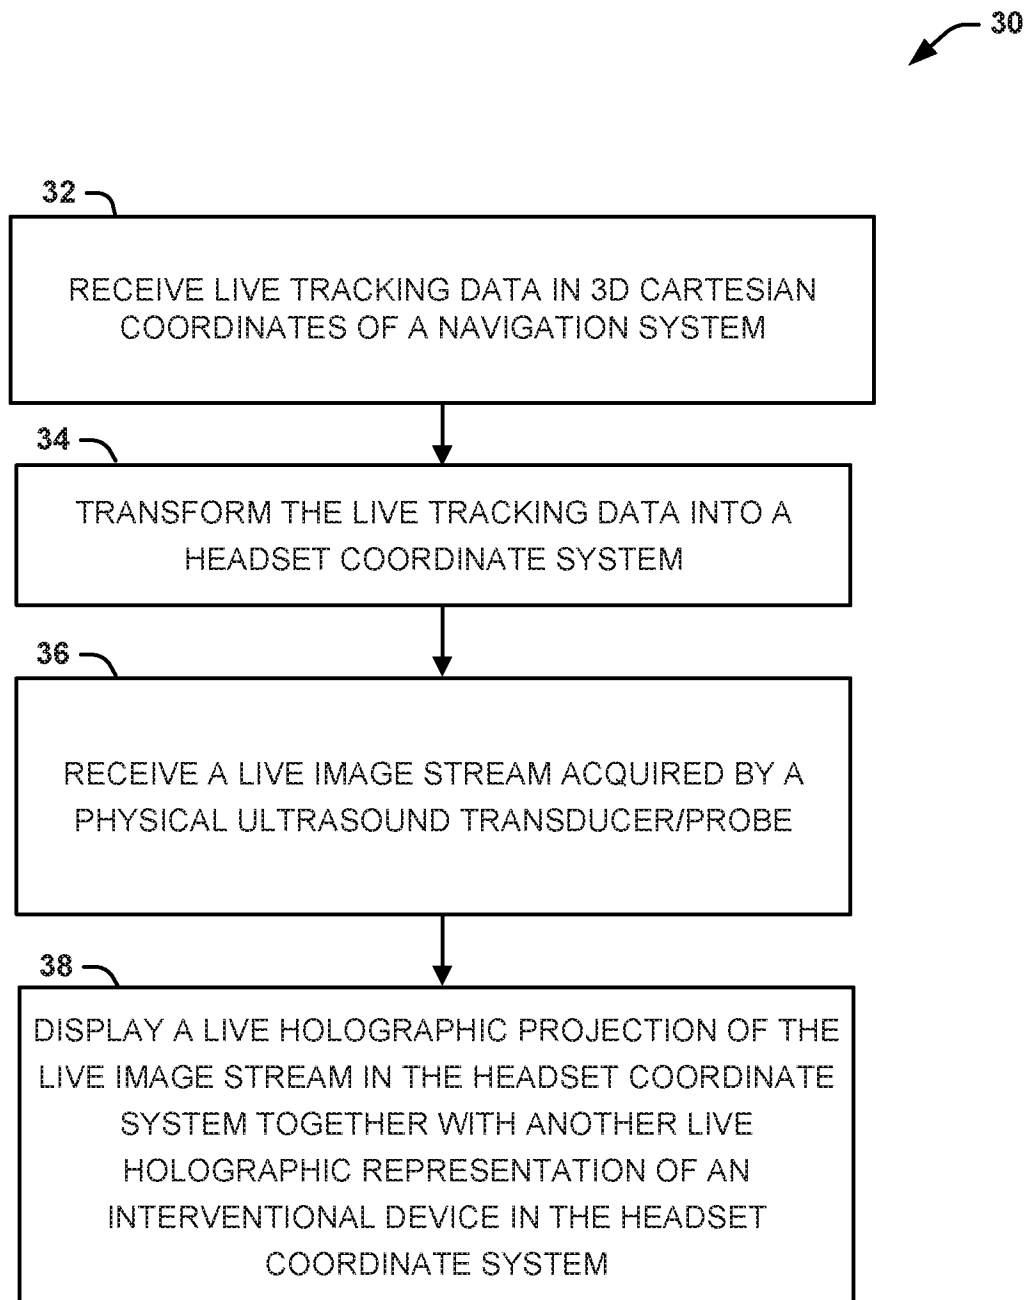 30
32
RECEIVE LIVE TRACKING DATA IN 3D CARTESIAN
COORDINATES OF A NAVIGATION SYSTEM
34
TRANSFORM THE LIVE TRACKING DATA INTO A
HEADSET COORDINATE SYSTEM
36
RECEIVE A LIVE IMAGE STREAM ACQUIRED BY A
PHYSICAL ULTRASOUND TRANSDUCER/PROBE
38
DISPLAY A LIVE HOLOGRAPHIC PROJECTION OF THE
LIVE IMAGE STREAM IN THE HEADSET COORDINATE
SYSTEM TOGETHER WITH ANOTHER LIVE
HOLOGRAPHIC REPRESENTATION OF AN
INTERVENTIONAL DEVICE IN THE HEADSET
COORDINATE SYSTEM